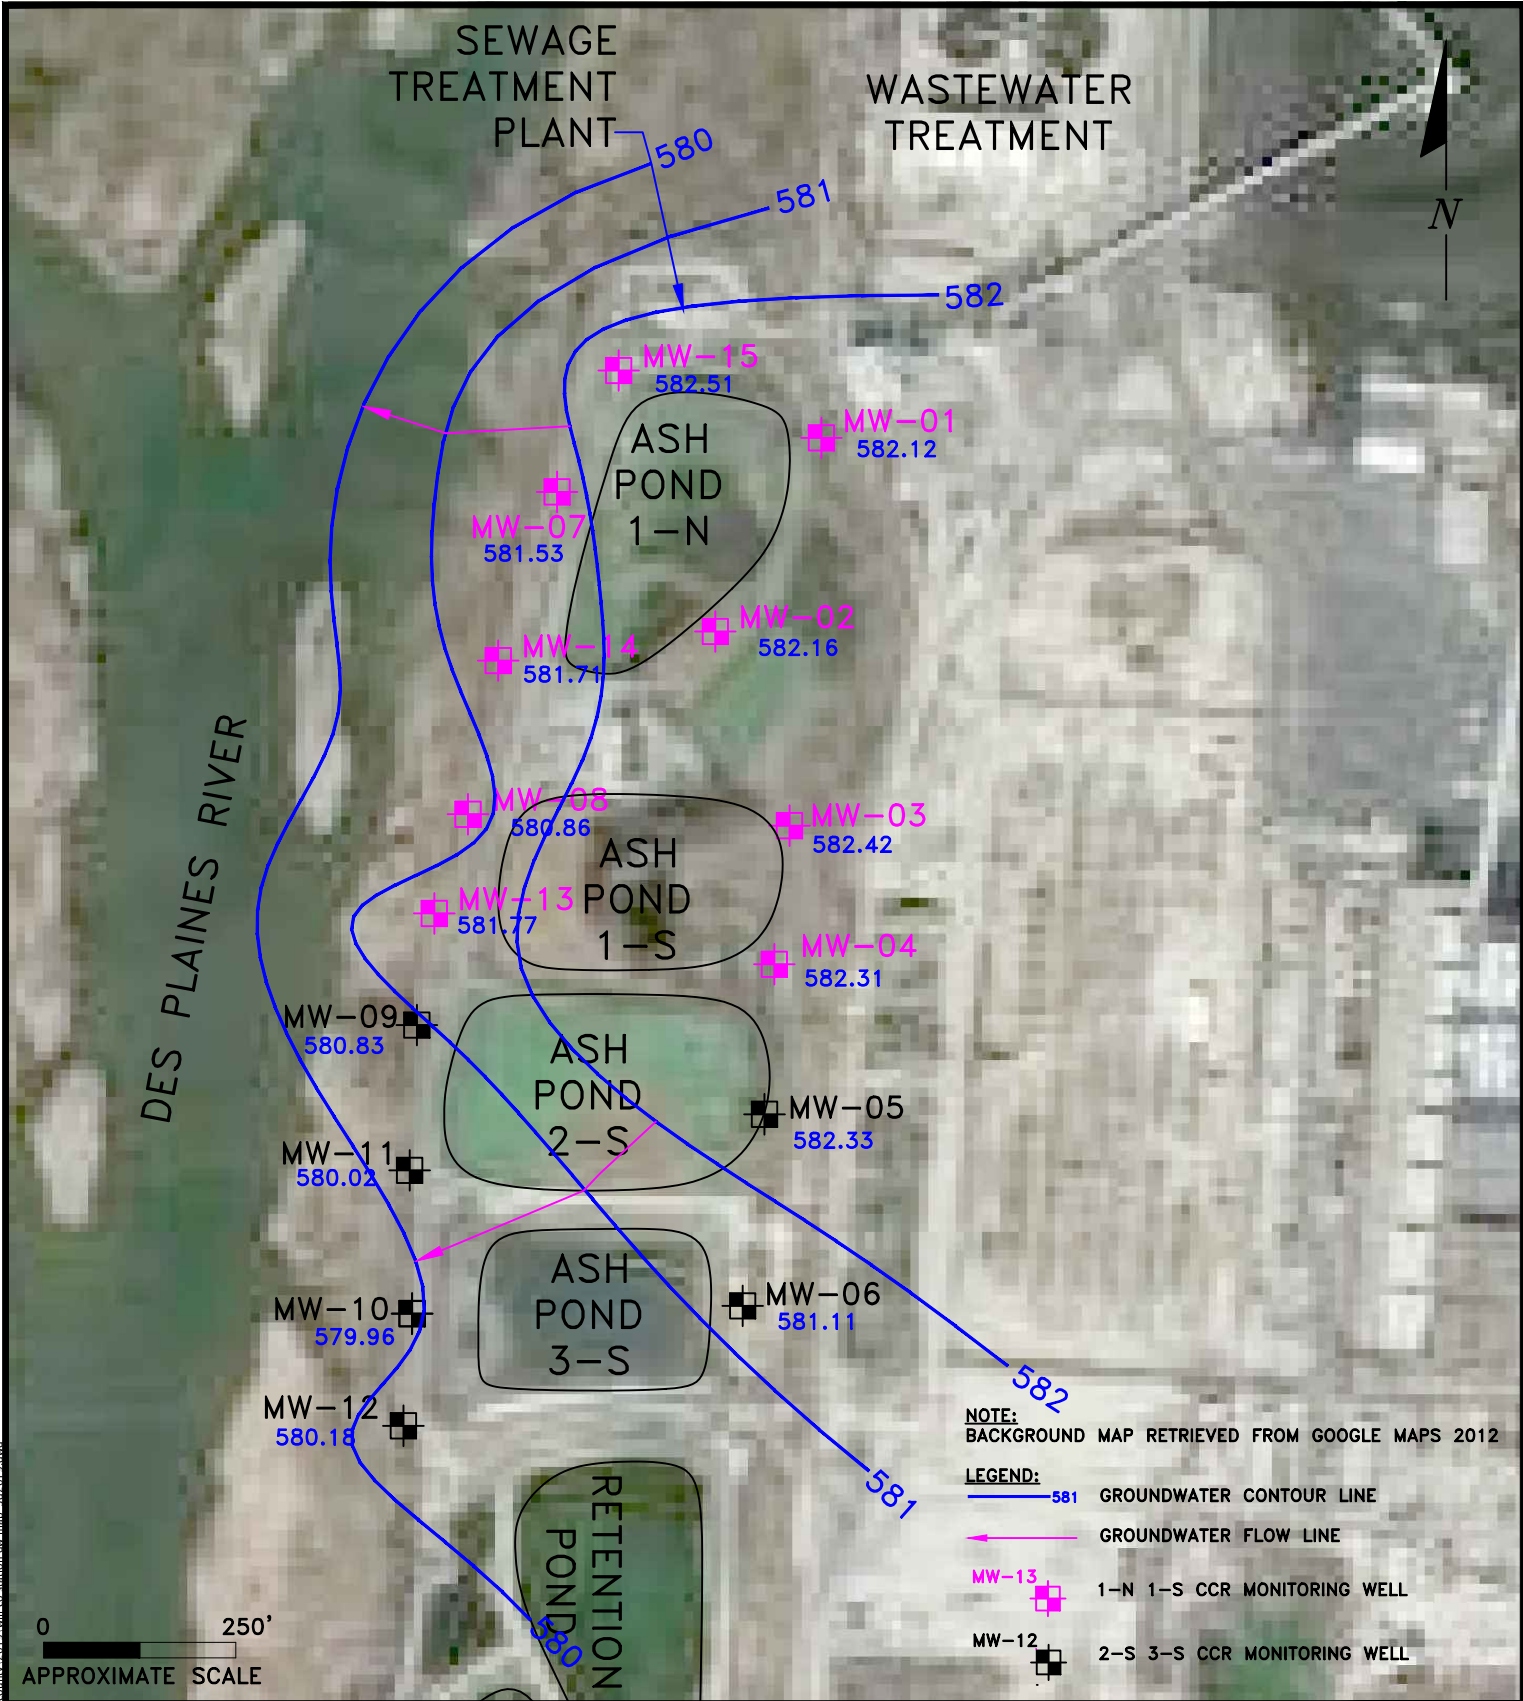 SEWAGE
TREATMENT
PLANT
WASTEWATER
TREATMENT
580
581
582
N
MW-15
582.51
MW-01
582.12
ASH
POND
1-N
MW-07
581.53
MW-02
582.16
MW-14
581.71
DES PLAINES RIVER
MW-08
580.86
MW-03
582.42
ASH
POND
1-S
MW-13
581.77
MW-04
582.31
MW-09
580.83
ASH
POND
2-S
MW-05
582.33
MW-11
580.02
ASH
POND
3-S
MW-06
581.11
MW-10
579.96
MW-12
580.18
582
581
580
RETENTION
POND
NOTE:
BACKGROUND MAP RETRIEVED FROM GOOGLE MAPS 2012
LEGEND:
581 GROUNDWATER CONTOUR LINE
GROUNDWATER FLOW LINE
MW-13 1-N 1-S CCR MONITORING WELL
MW-12 2-S 3-S CCR MONITORING WELL
0 250'
APPROXIMATE SCALE